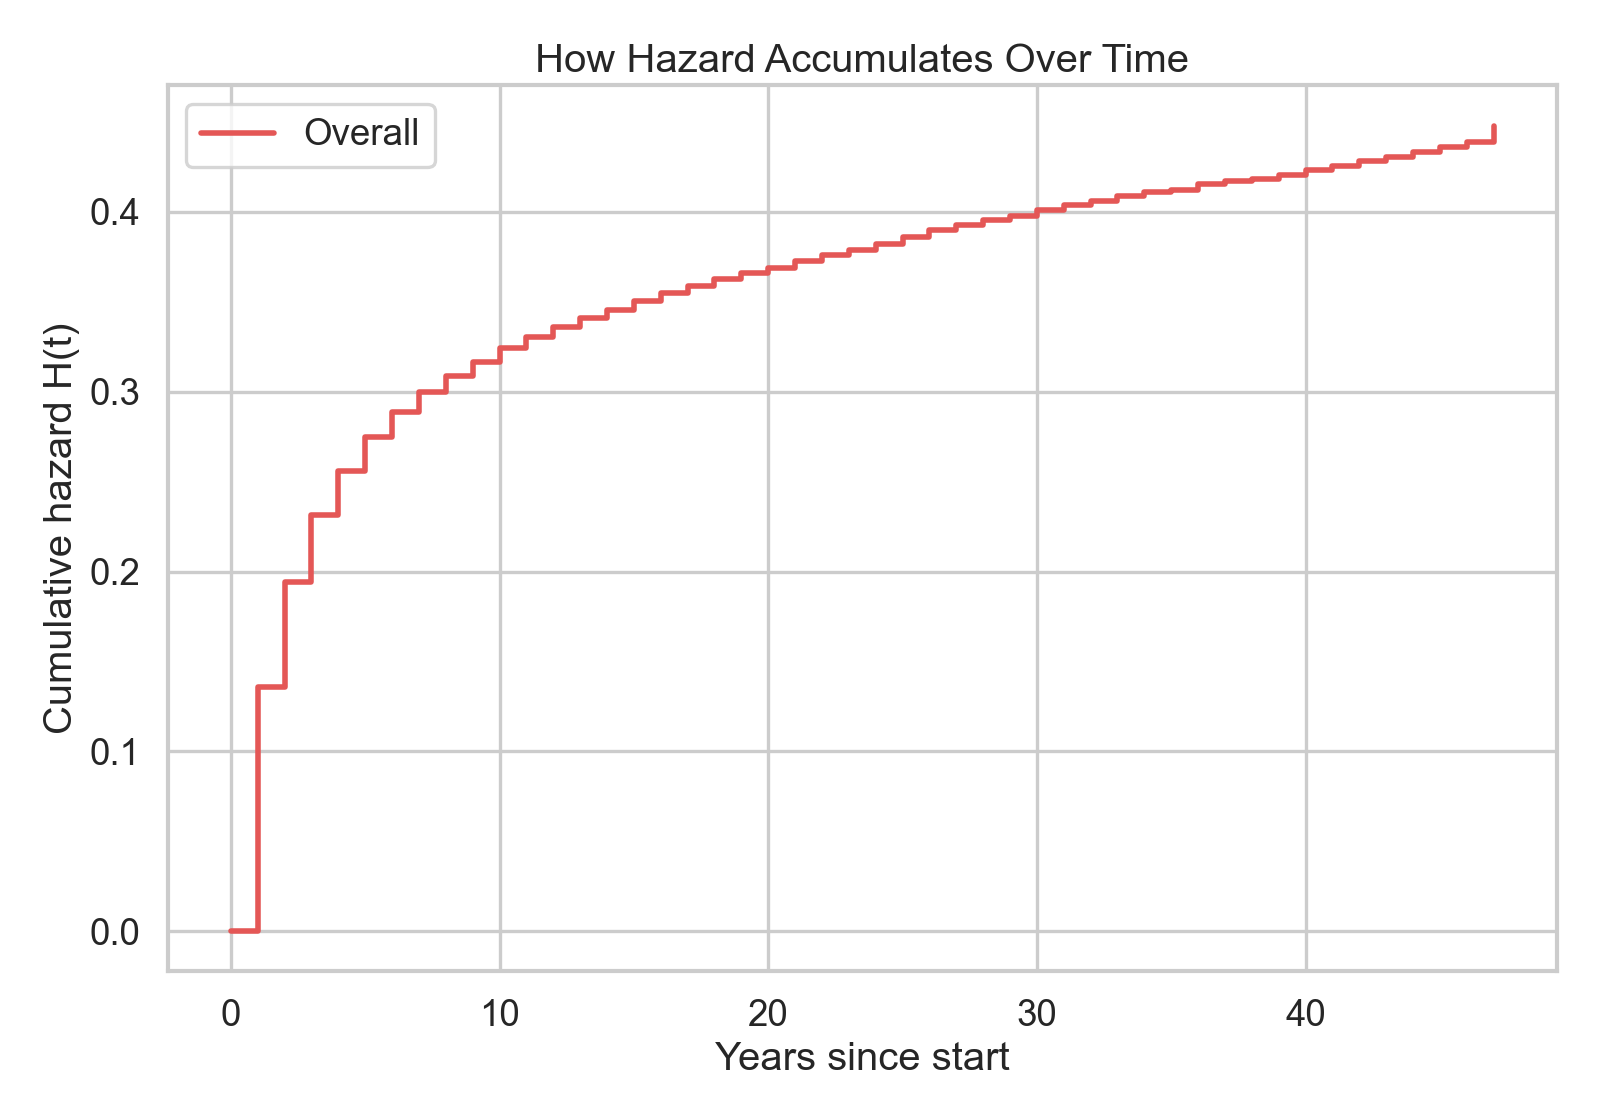 How Hazard Accumulates Over Time
Overall
Cumulative hazard H(t)
0.4
0.3
0.2
0.1
0.0
0 10 20 30 40
Years since start